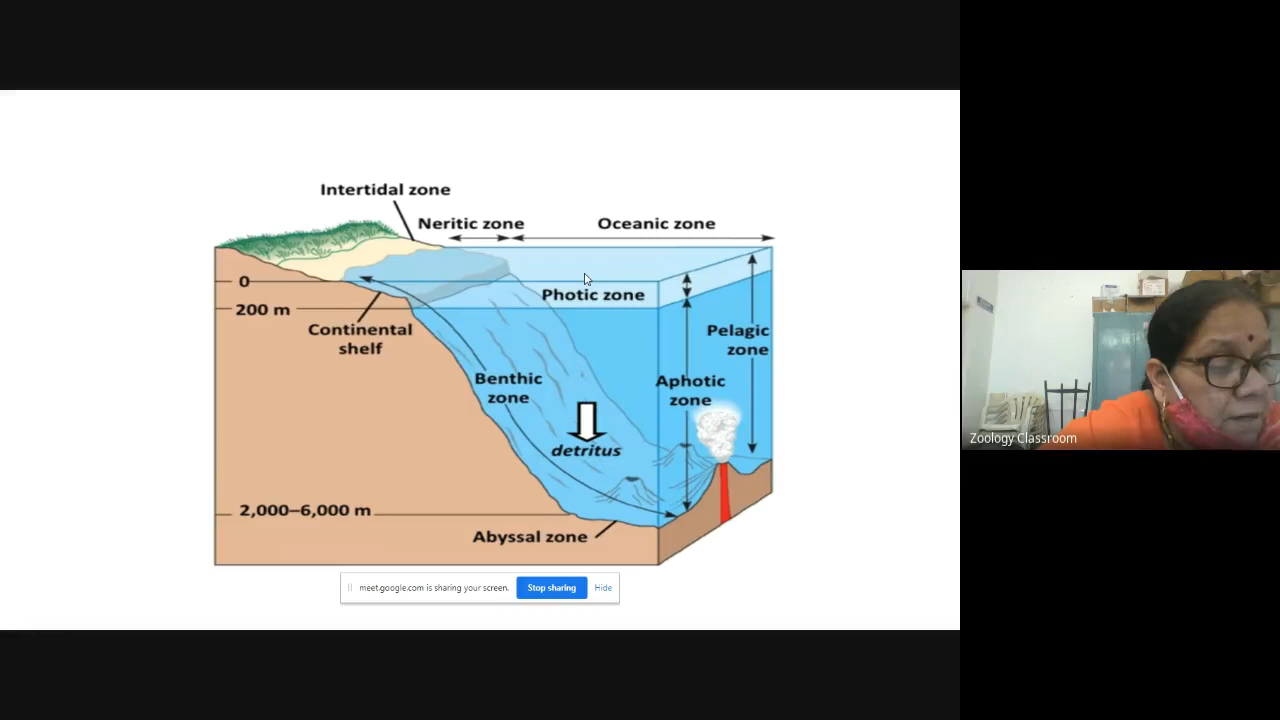 Intertidal zone
Neritic zone
Oceanic zone
0
Photic zone
200 m
Continental
shelf
Pelagic
zone
Benthic
zone
Aphotic
zone
detritus
2,000–6,000 m
Abyssal zone
meet.google.com is sharing your screen.
Stop sharing
Hide
Zoology Classroom